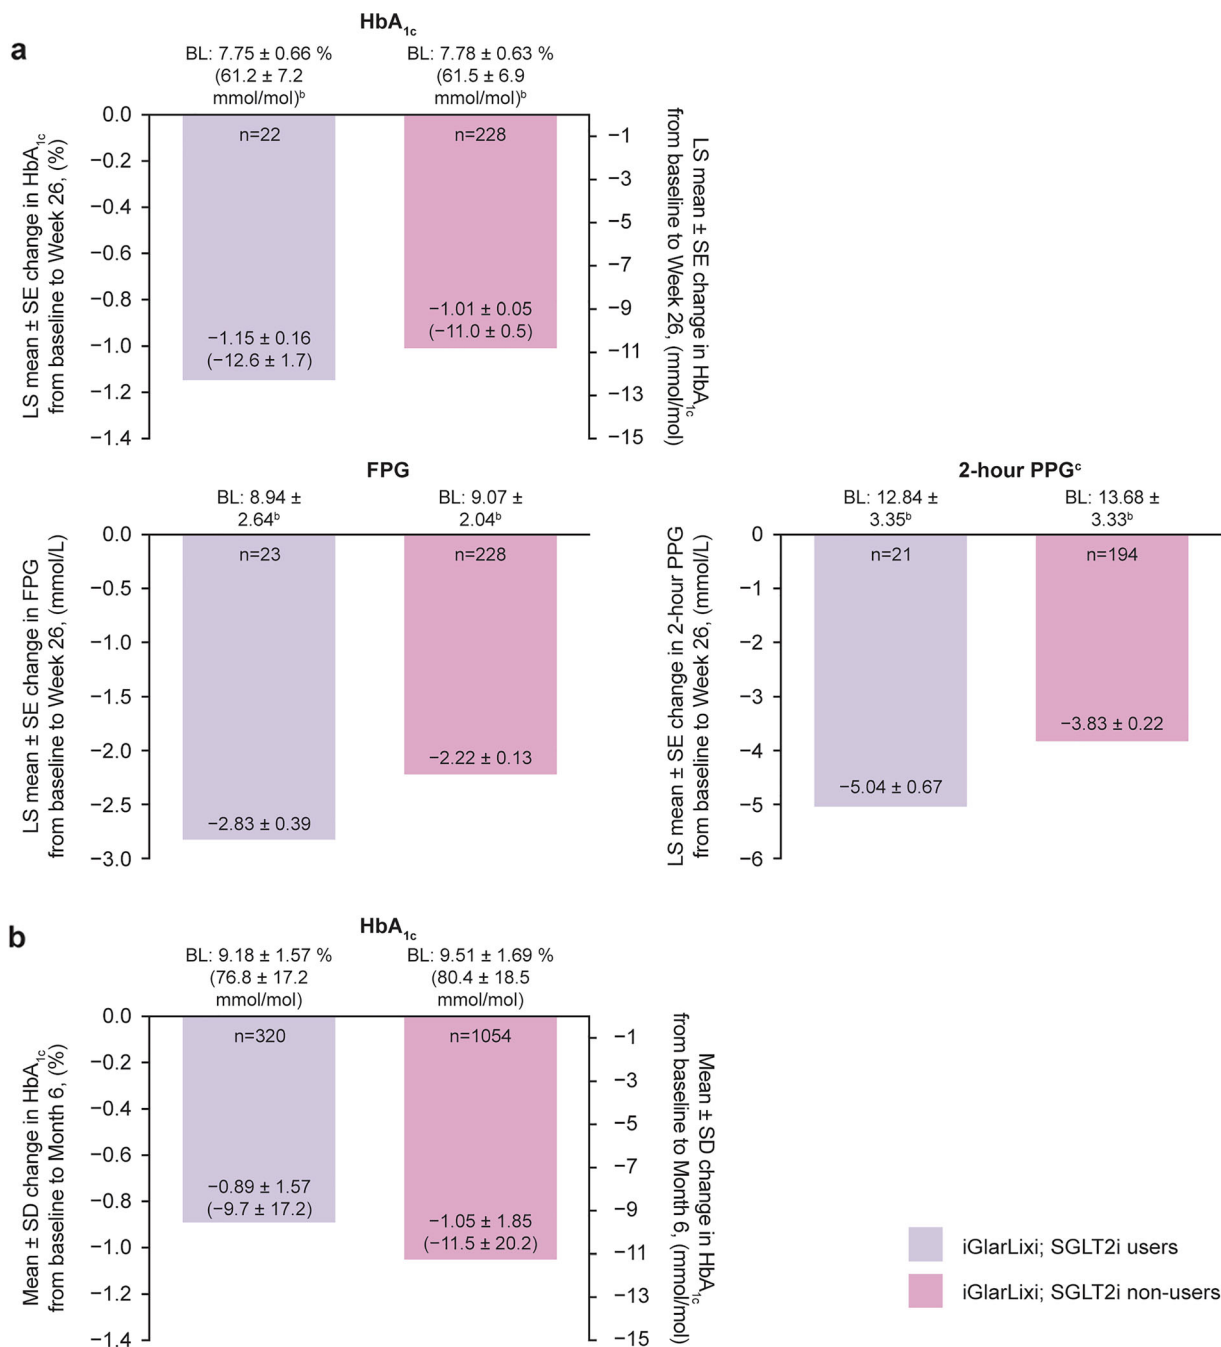 a
HbA1c
BL: 7.75 ± 0.66 %
(61.2 ± 7.2
mmol/mol)ᵇ
BL: 7.78 ± 0.63 %
(61.5 ± 6.9
mmol/mol)ᵇ
LS mean ± SE change in HbA1c
from baseline to Week 26, (%)
0.0
−0.2
−0.4
−0.6
−0.8
−1.0
−1.2
−1.4
n=22
−1.15 ± 0.16
(−12.6 ± 1.7)
n=228
−1.01 ± 0.05
(−11.0 ± 0.5)
−1
−3
−5
−7
−9
−11
−13
−15
LS mean ± SE change in HbA1c
from baseline to Week 26, (mmol/mol)
FPG
BL: 8.94 ±
2.64ᵇ
BL: 9.07 ±
2.04ᵇ
LS mean ± SE change in FPG
from baseline to Week 26, (mmol/L)
0.0
−0.5
−1.0
−1.5
−2.0
−2.5
−3.0
n=23
−2.83 ± 0.39
n=228
−2.22 ± 0.13
2-hour PPGᶜ
BL: 12.84 ±
3.35ᵇ
BL: 13.68 ±
3.33ᵇ
LS mean ± SE change in 2-hour PPG
from baseline to Week 26, (mmol/L)
0
−1
−2
−3
−4
−5
−6
n=21
−5.04 ± 0.67
n=194
−3.83 ± 0.22
b
HbA1c
BL: 9.18 ± 1.57 %
(76.8 ± 17.2
mmol/mol)
BL: 9.51 ± 1.69 %
(80.4 ± 18.5
mmol/mol)
Mean ± SD change in HbA1c
from baseline to Month 6, (%)
0.0
−0.2
−0.4
−0.6
−0.8
−1.0
−1.2
−1.4
n=320
−0.89 ± 1.57
(−9.7 ± 17.2)
n=1054
−1.05 ± 1.85
(−11.5 ± 20.2)
−1
−3
−5
−7
−9
−11
−13
−15
Mean ± SD change in HbA1c
from baseline to Month 6, (mmol/mol)
iGlarLixi; SGLT2i users
iGlarLixi; SGLT2i non-users